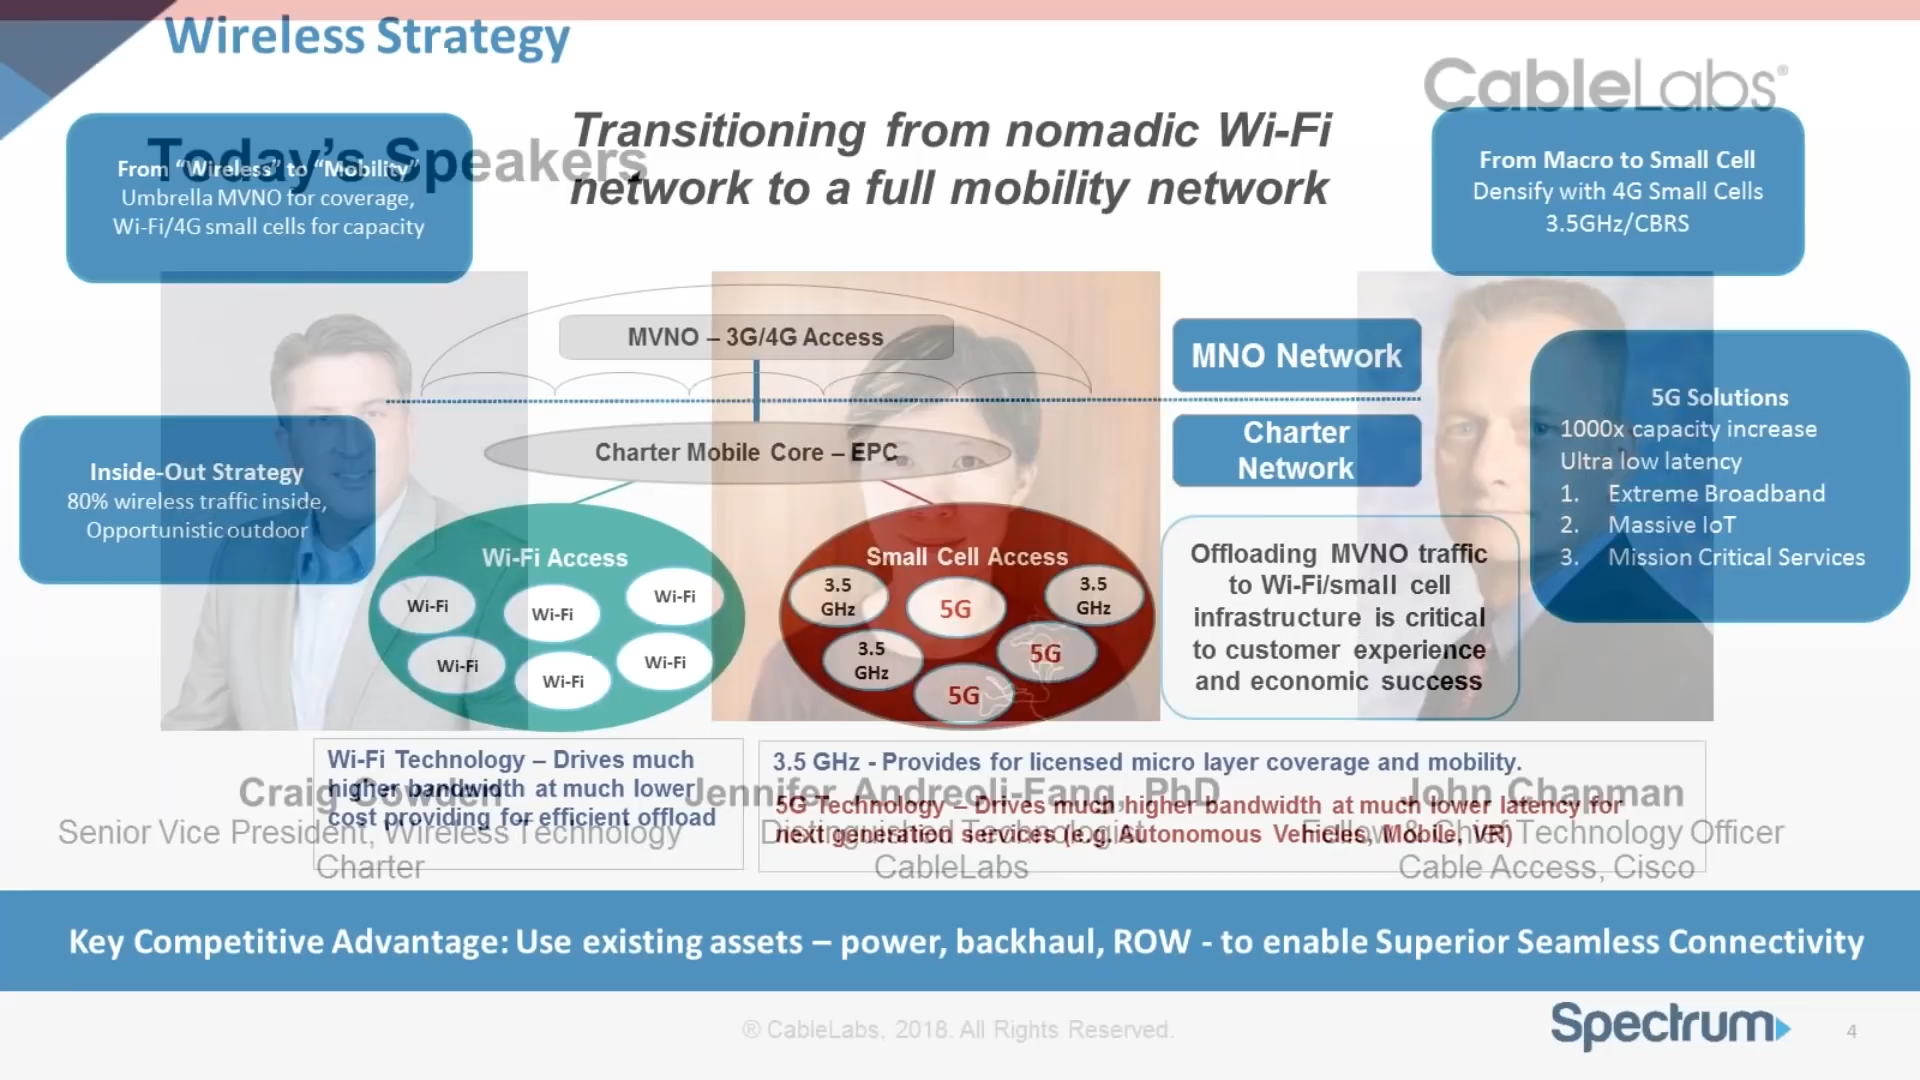 Wireless Strategy
CableLabs®
Today's Speakers
Transitioning from nomadic Wi-Fi
network to a full mobility network
From "Wireless" to "Mobility"
Umbrella MVNO for coverage,
Wi-Fi/4G small cells for capacity
From Macro to Small Cell
Densify with 4G Small Cells
3.5GHz/CBRS
MVNO – 3G/4G Access
MNO Network
Charter
Network
Charter Mobile Core – EPC
Inside-Out Strategy
80% wireless traffic inside,
Opportunistic outdoor
5G Solutions
1000x capacity increase
Ultra low latency
1. Extreme Broadband
2. Massive IoT
3. Mission Critical Services
Wi-Fi Access
Wi-Fi
Wi-Fi
Wi-Fi
Wi-Fi
Wi-Fi
Wi-Fi
Small Cell Access
3.5
GHz
5G
3.5
GHz
3.5
GHz
5G
5G
Offloading MVNO traffic
to Wi-Fi/small cell
infrastructure is critical
to customer experience
and economic success
Wi-Fi Technology – Drives much
higher bandwidth at much lower
cost providing for efficient offload
3.5 GHz - Provides for licensed micro layer coverage and mobility.
5G Technology – Drives much higher bandwidth at much lower latency for
next generation services (e.g. Autonomous Vehicles, Mobile, VR)
Craig Cowden
Senior Vice President, Wireless Technology
Charter
Jennifer Andreoli-Fang, PhD
Distinguished Technologist
CableLabs
John Chapman
Fellow & Chief Technology Officer
Cable Access, Cisco
Key Competitive Advantage: Use existing assets – power, backhaul, ROW - to enable Superior Seamless Connectivity
® CableLabs, 2018. All Rights Reserved.
Spectrum
4